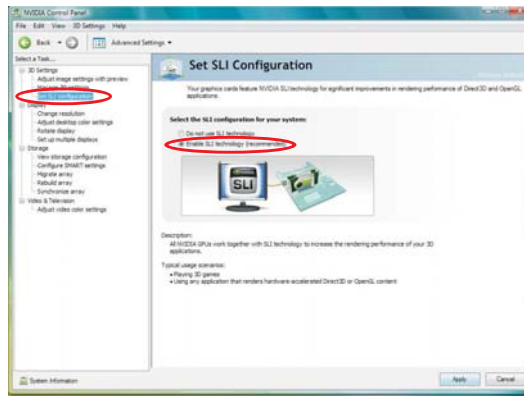 NVIDIA Control Panel
File Edit View 3D Settings Help
Back
Advanced Settings
Select a Task...
3D Settings
Adjust image settings with preview
Manage 3D settings
Set SLI configuration
Display
Change resolution
Adjust desktop color settings
Rotate display
Set up multiple displays
Storage
View storage configuration
Configure SMART settings
Migrate array
Rebuild array
Synchronize array
Video & Television
Adjust video color settings
System Information
Set SLI Configuration
Your graphics cards feature NVIDIA SLI technology for significant improvements in rendering performance of Direct3D and OpenGL
applications.
Select the SLI configuration for your system:
Do not use SLI technology
Enable SLI technology (recommended)
SLI
Description:
All NVIDIA GPUs work together with SLI technology to increase the rendering performance of your 3D
applications.
Typical usage scenarios:
• Playing 3D games
• Using any application that renders hardware-accelerated Direct3D or OpenGL content
Apply
Cancel